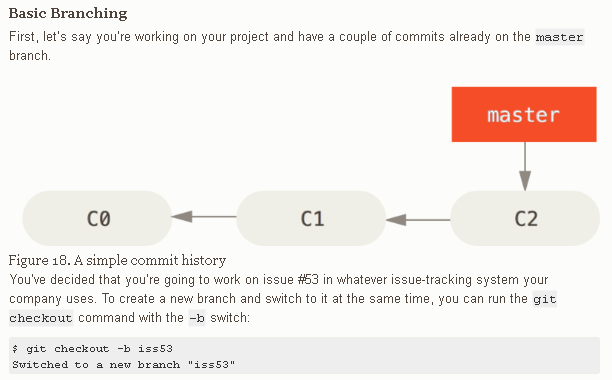 Basic Branching
First, let's say you're working on your project and have a couple of commits already on the master
branch.
master
C0
C1
C2
Figure 18. A simple commit history
You've decided that you're going to work on issue #53 in whatever issue-tracking system your
company uses. To create a new branch and switch to it at the same time, you can run the git
checkout command with the -b switch:
$ git checkout -b iss53
Switched to a new branch "iss53"